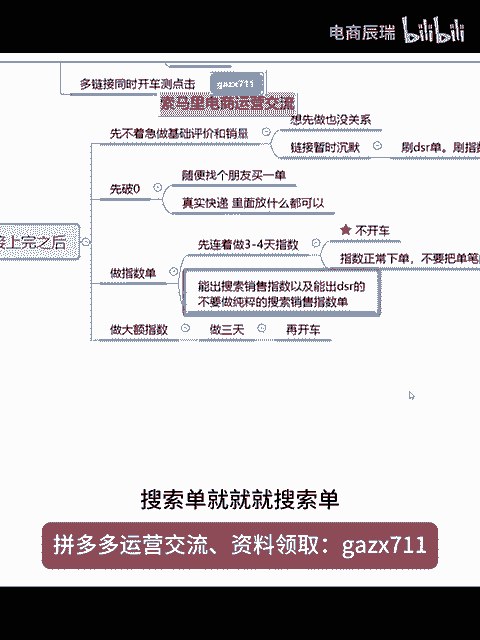 电商辰瑞 bilibili
多链接同时开车测点击
gazx711
索马里电商运营交流
想先做也没关系
先不着急做基础评价和销量
链接暂时沉默
刷dsr单。刷指数
随便找个朋友买一单
先破0
真实快递 里面放什么都可以
接上完之后
不开车
先连着做3-4天指数
指数正常下单，不要把单笔
做指数单
能出搜索销售指数以及能出dsr的
不要做纯粹的搜索销售指数单
做大额指数
做三天
再开车
搜索单就就就搜索单
拼多多运营交流、资料领取：gazx711